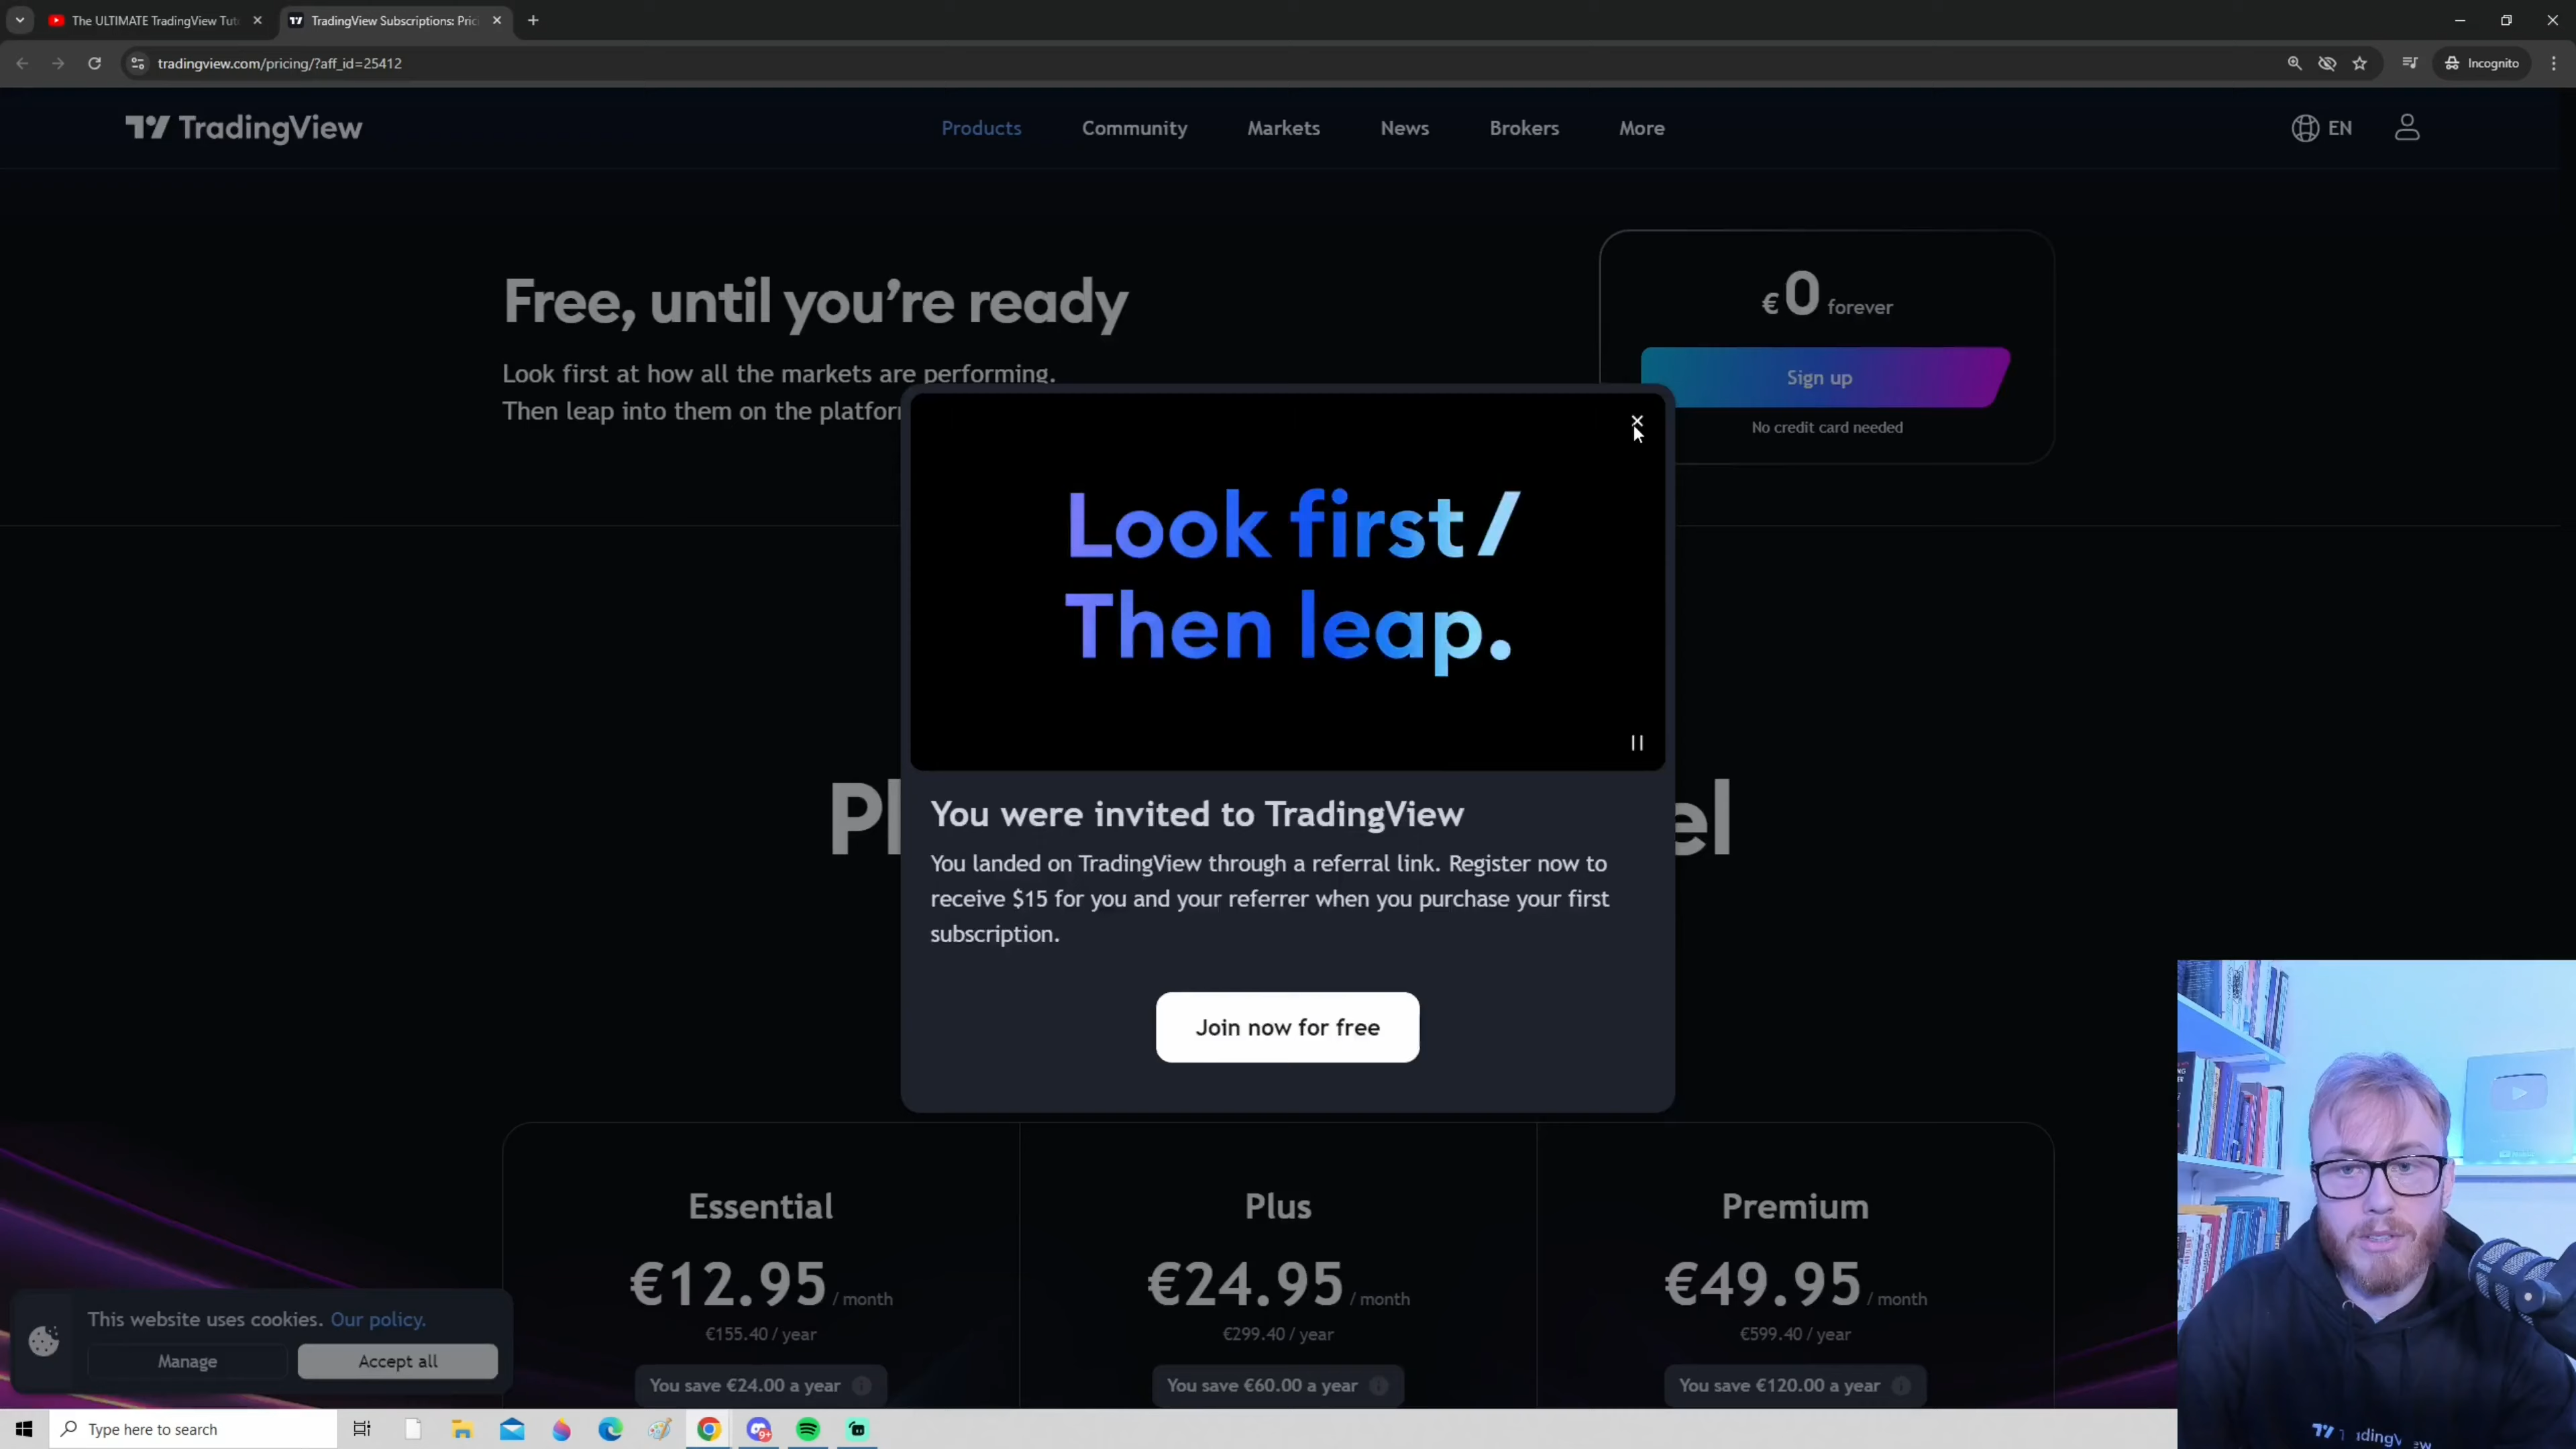 The ULTIMATE TradingView Tut
TradingView Subscriptions: Pric
tradingview.com/pricing/?aff_id=25412
Incognito
TradingView
Products
Community
Markets
News
Brokers
More
EN
Free, until you're ready
Look first at how all the markets are performing.
Then leap into them on the platfor
€0 forever
Sign up
No credit card needed
Look first/
Then leap.
You were invited to TradingView
You landed on TradingView through a referral link. Register now to
receive $15 for you and your referrer when you purchase your first
subscription.
Join now for free
Essential
€12.95 / month
€155.40 / year
You save €24.00 a year
Plus
€24.95 / month
€299.40 / year
You save €60.00 a year
Premium
€49.95 / month
€599.40 / year
You save €120.00 a year
This website uses cookies. Our policy.
Manage
Accept all
Type here to search
9+